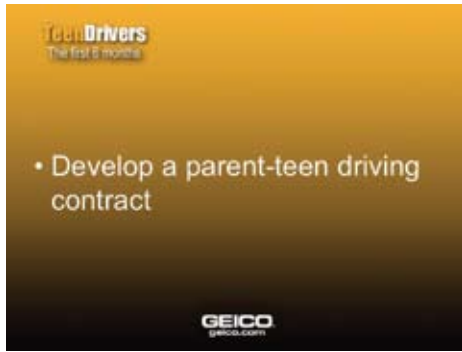 TeenDrivers
The first 6 months
• Develop a parent-teen driving
contract
GEICO
geico.com